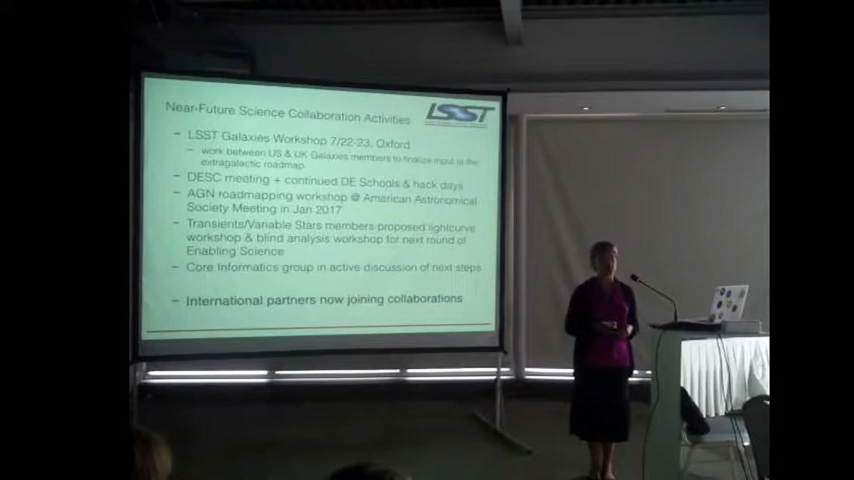 Near-Future Science Collaboration Activities
LSST
– LSST Galaxies Workshop 7/22-23, Oxford
– work between US & UK Galaxies members to finalize input to the
extragalactic roadmap
– DESC meeting + continued DE Schools & hack days
– AGN roadmapping workshop @ American Astronomical
Society Meeting in Jan 2017
– Transients/Variable Stars members proposed lightcurve
workshop & blind analysis workshop for next round of
Enabling Science
– Core Informatics group in active discussion of next steps
– International partners now joining collaborations